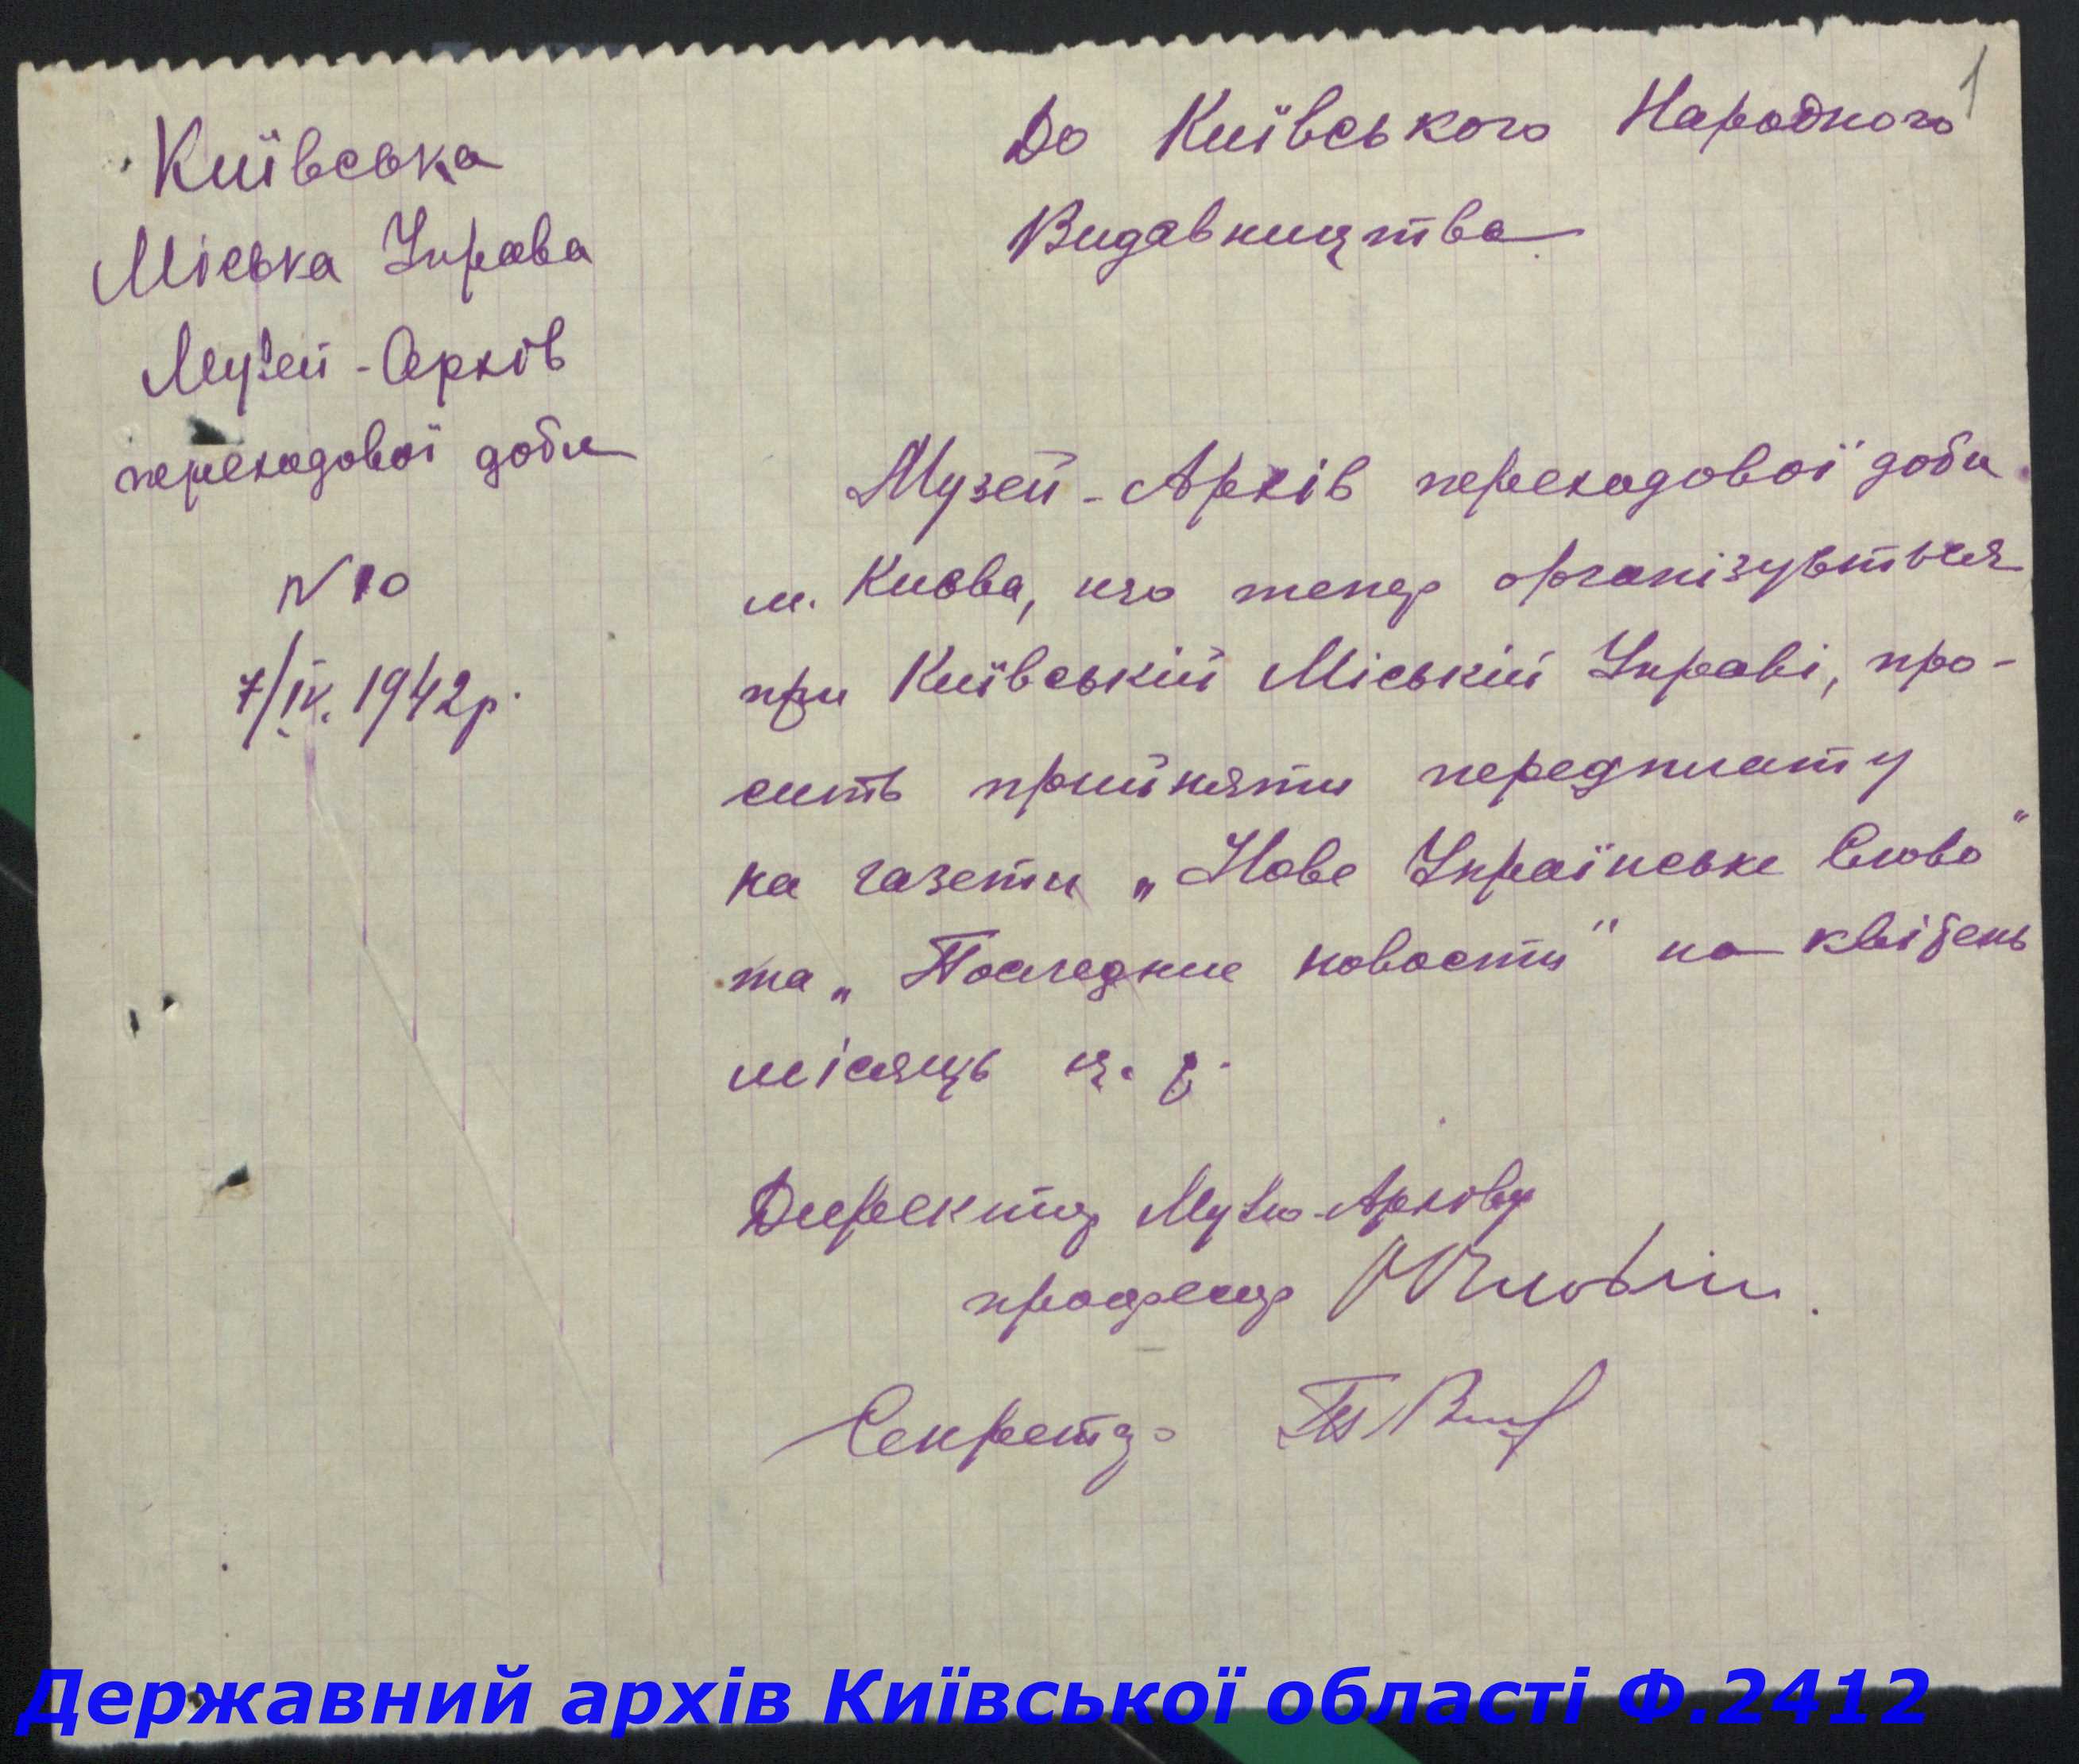 1
Київська
Міська Управа
Музей-Архів
переходової доби
N 10
7/IV. 1942р.
До Київського Народного
Видавництва.
Музей-Архів переходової доби
м. Києва, що тепер організується
при Київській Міській Управі, про-
сить прийняти передплату
на газети „Нове Українське Слово"
та „Последние новости" на квітень
місяць ц. р.
Директор Музею-Архіву
професор
Секретар
Державний архів Київської області Ф.2412